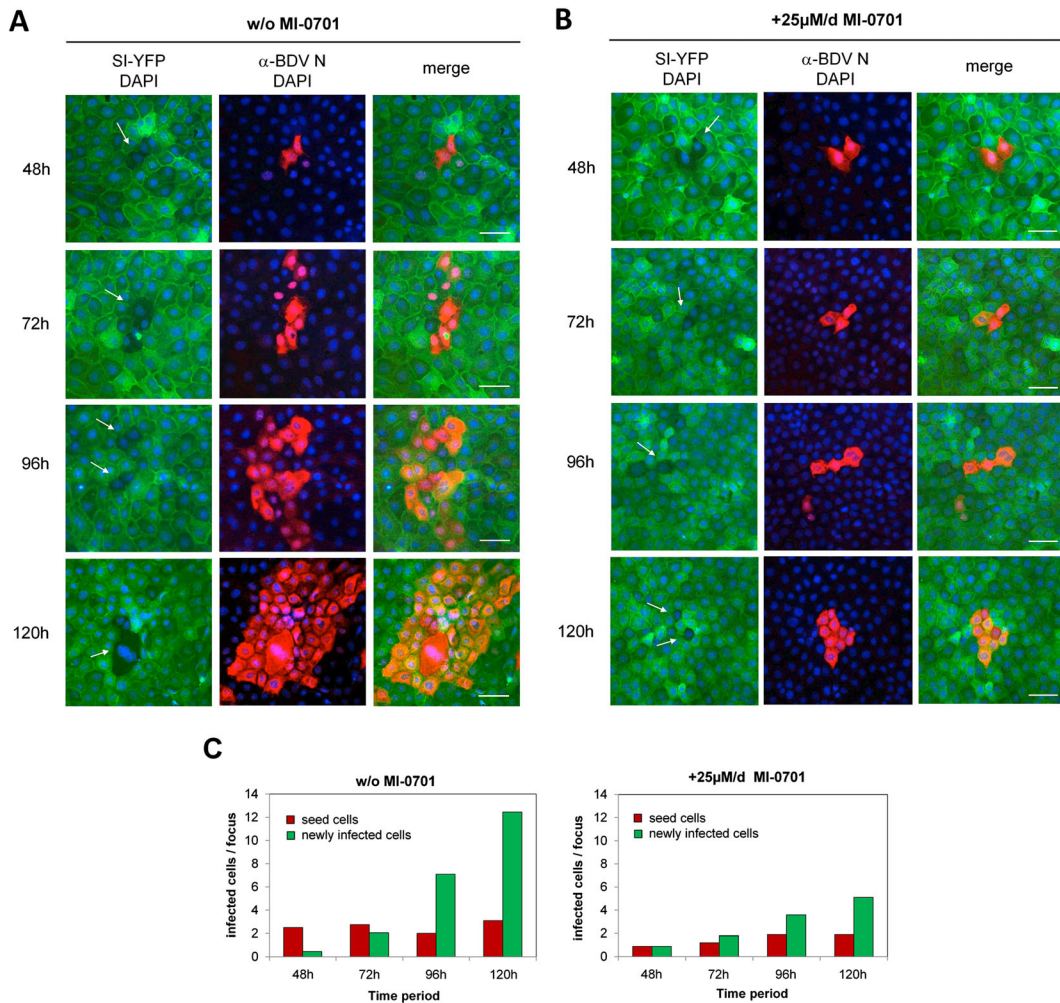 A
w/o MI-0701
SI-YFP
DAPI
α-BDV N
DAPI
merge
48h
72h
96h
120h
B
+25µM/d MI-0701
SI-YFP
DAPI
α-BDV N
DAPI
merge
48h
72h
96h
120h
C
w/o MI-0701
infected cells / focus
14
12
10
8
6
4
2
0
seed cells
newly infected cells
48h 72h 96h 120h
Time period
+25µM/d MI-0701
infected cells / focus
14
12
10
8
6
4
2
0
seed cells
newly infected cells
48h 72h 96h 120h
Time period